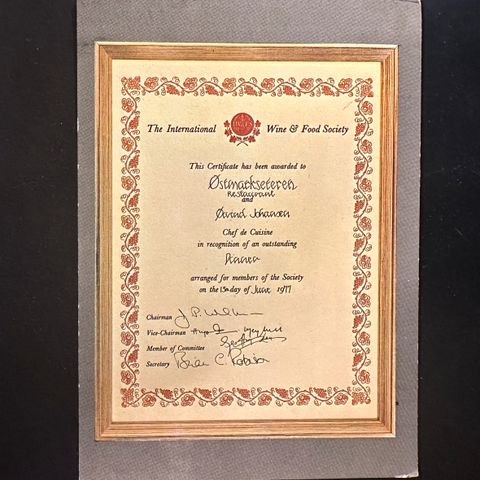 The International Wine & Food Society
This Certificate has been awarded to
Østmarkseteren
Restaurant
and
Øivind Johansen
Chef de Cuisine
in recognition of an outstanding
Dinner
arranged for members of the Society
on the 15th day of June 1977
Chairman
Vice-Chairman
Member of Committee
Secretary